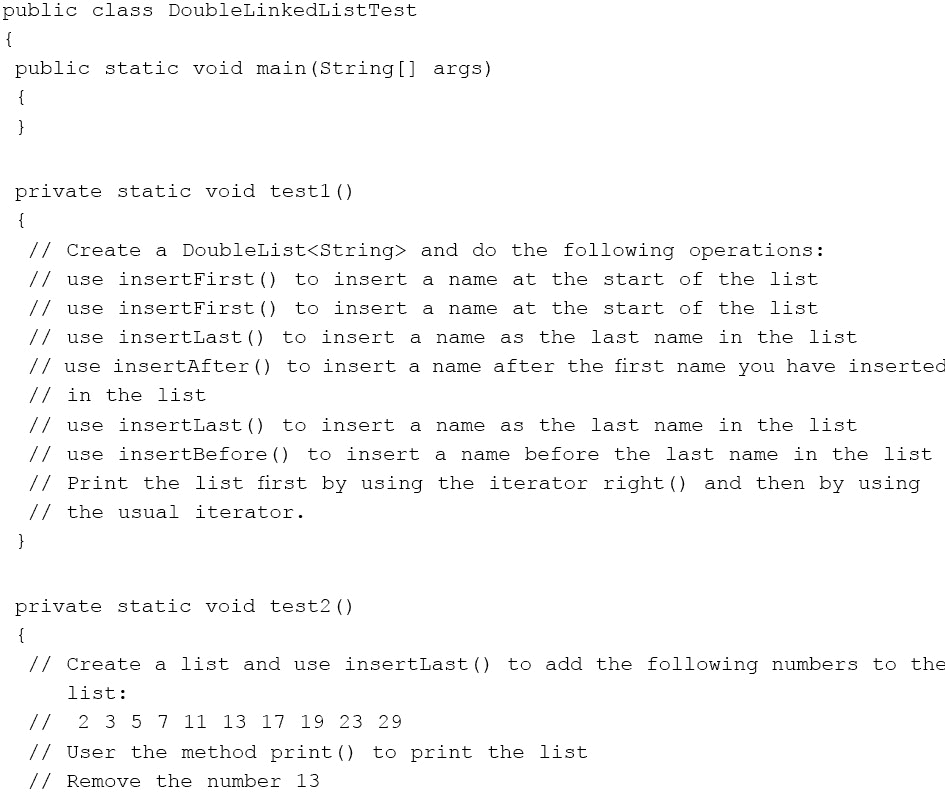 public class DoubleLinkedListTest
{
public static void main(String[] args)
{
}
private static void test1()
{
// Create a DoubleList<String> and do the following operations:
// use insertFirst() to insert a name at the start of the list
// use insertFirst() to insert a name at the start of the list
// use insertLast() to insert a name as the last name in the list
// use insertAfter() to insert a name after the first name you have inserted
// in the list
// use insertLast() to insert a name as the last name in the list
// use insertBefore() to insert a name before the last name in the list
// Print the list first by using the iterator right() and then by using
// the usual iterator.
}
private static void test2()
{
// Create a list and use insertLast() to add the following numbers to the
list:
// 2 3 5 7 11 13 17 19 23 29
// User the method print() to print the list
// Remove the number 13